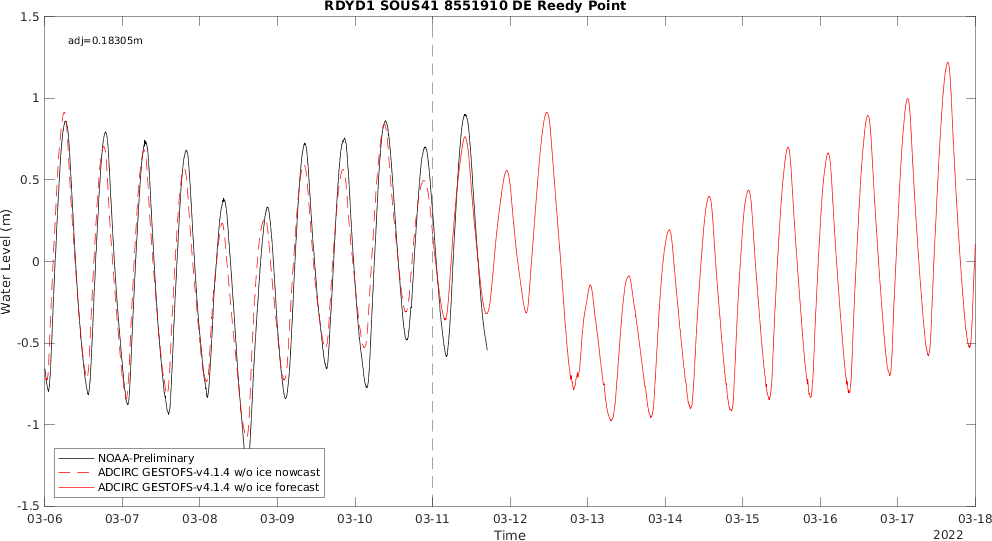 RDYD1 SOUS41 8551910 DE Reedy Point
adj=0.18305m
1.5
1
0.5
0
-0.5
-1
-1.5
Water Level (m)
NOAA-Preliminary
ADCIRC GESTOFS-v4.1.4 w/o ice nowcast
ADCIRC GESTOFS-v4.1.4 w/o ice forecast
03-06 03-07 03-08 03-09 03-10 03-11 03-12 03-13 03-14 03-15 03-16 03-17 03-18
Time
2022